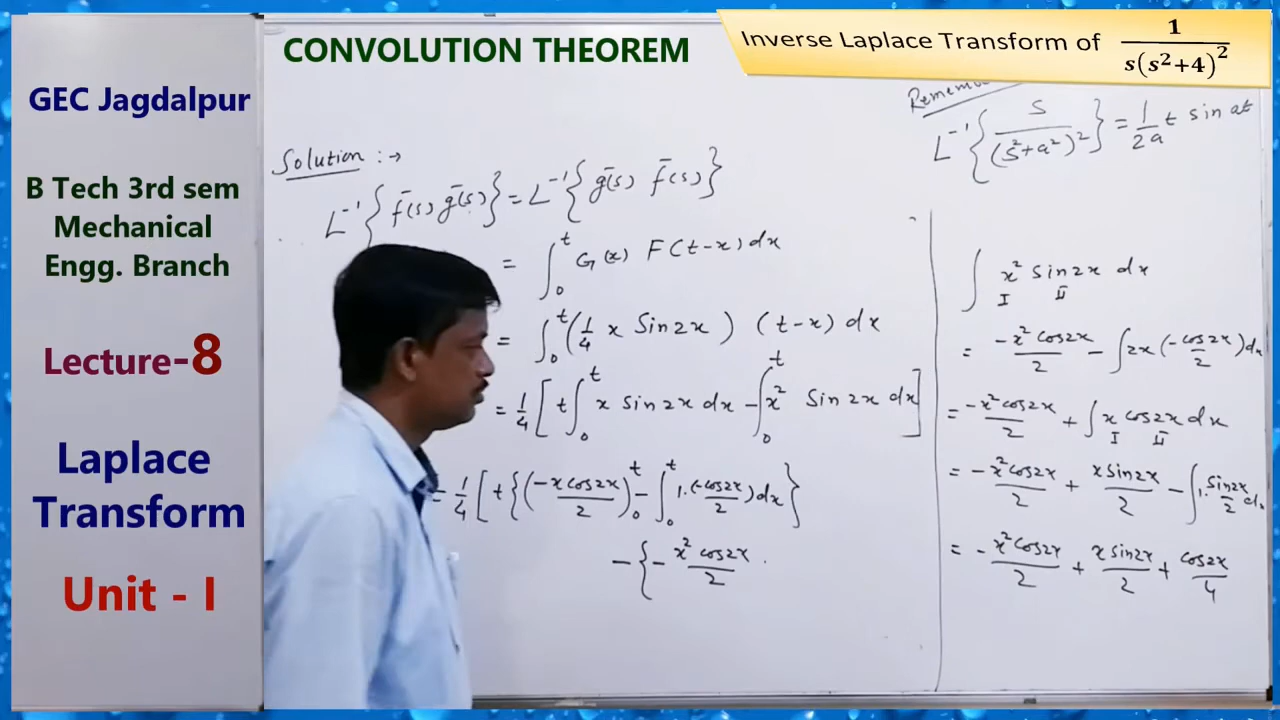 CONVOLUTION THEOREM
Inverse Laplace Transform of 1/(s(s²+4)²)
GEC Jagdalpur
B Tech 3rd sem
Mechanical
Engg. Branch
Lecture-8
Laplace
Transform
Unit - I
Solution :→
L⁻¹{f̄(s) ḡ(s)} = L⁻¹{ḡ(s) f̄(s)}
= ∫₀ᵗ G(x) F(t-x) dx
= ∫₀ᵗ (1/4 x Sin2x) (t-x) dx
= 1/4 [t ∫₀ᵗ x Sin2x dx - ∫₀ᵗ x² Sin2x dx]
= 1/4 [t {(-x cos2x/2)₀ᵗ - ∫₀ᵗ 1.(-cos2x/2) dx}
- {- x² cos2x/2
L⁻¹{s/(s²+a²)²} = 1/2a t sin at
∫ x² sin2x dx
I II
= -x² cos2x/2 - ∫ 2x (-cos2x/2) dx
= -x² cos2x/2 + ∫ x cos2x dx
I II
= - x² cos2x/2 + x sin2x/2 - ∫ 1. sin2x/2 dx
= - x² cos2x/2 + x sin2x/2 + cos2x/4